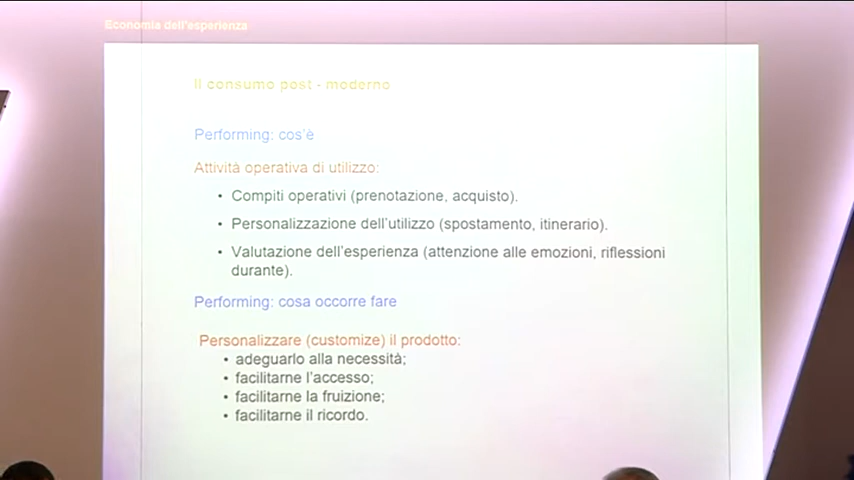 Economia dell'esperienza
Il consumo post - moderno
Performing: cos'è
Attività operativa di utilizzo:
• Compiti operativi (prenotazione, acquisto).
• Personalizzazione dell'utilizzo (spostamento, itinerario).
• Valutazione dell'esperienza (attenzione alle emozioni, riflessioni
durante).
Performing: cosa occorre fare
Personalizzare (customize) il prodotto:
• adeguarlo alla necessità;
• facilitarne l'accesso;
• facilitarne la fruizione;
• facilitarne il ricordo.